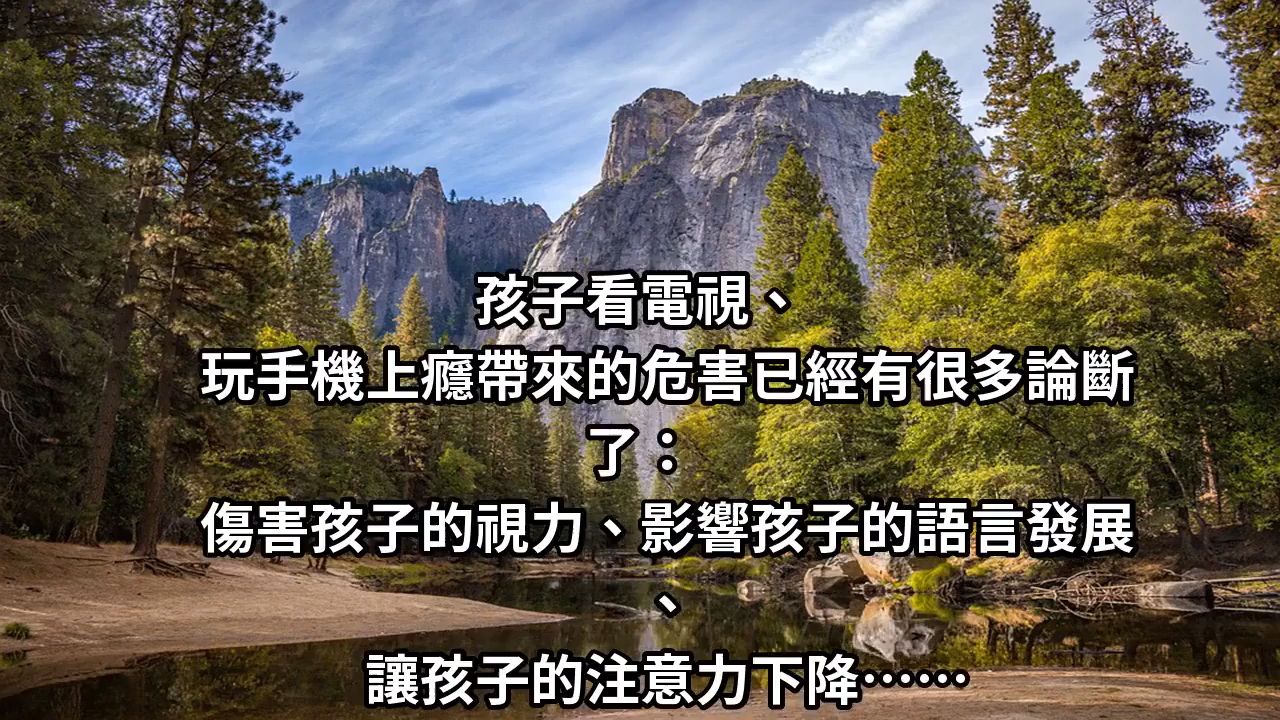 孩子看電視、
玩手機上癮帶來的危害已經有很多論斷
了：
傷害孩子的視力、影響孩子的語言發展
、
讓孩子的注意力下降……